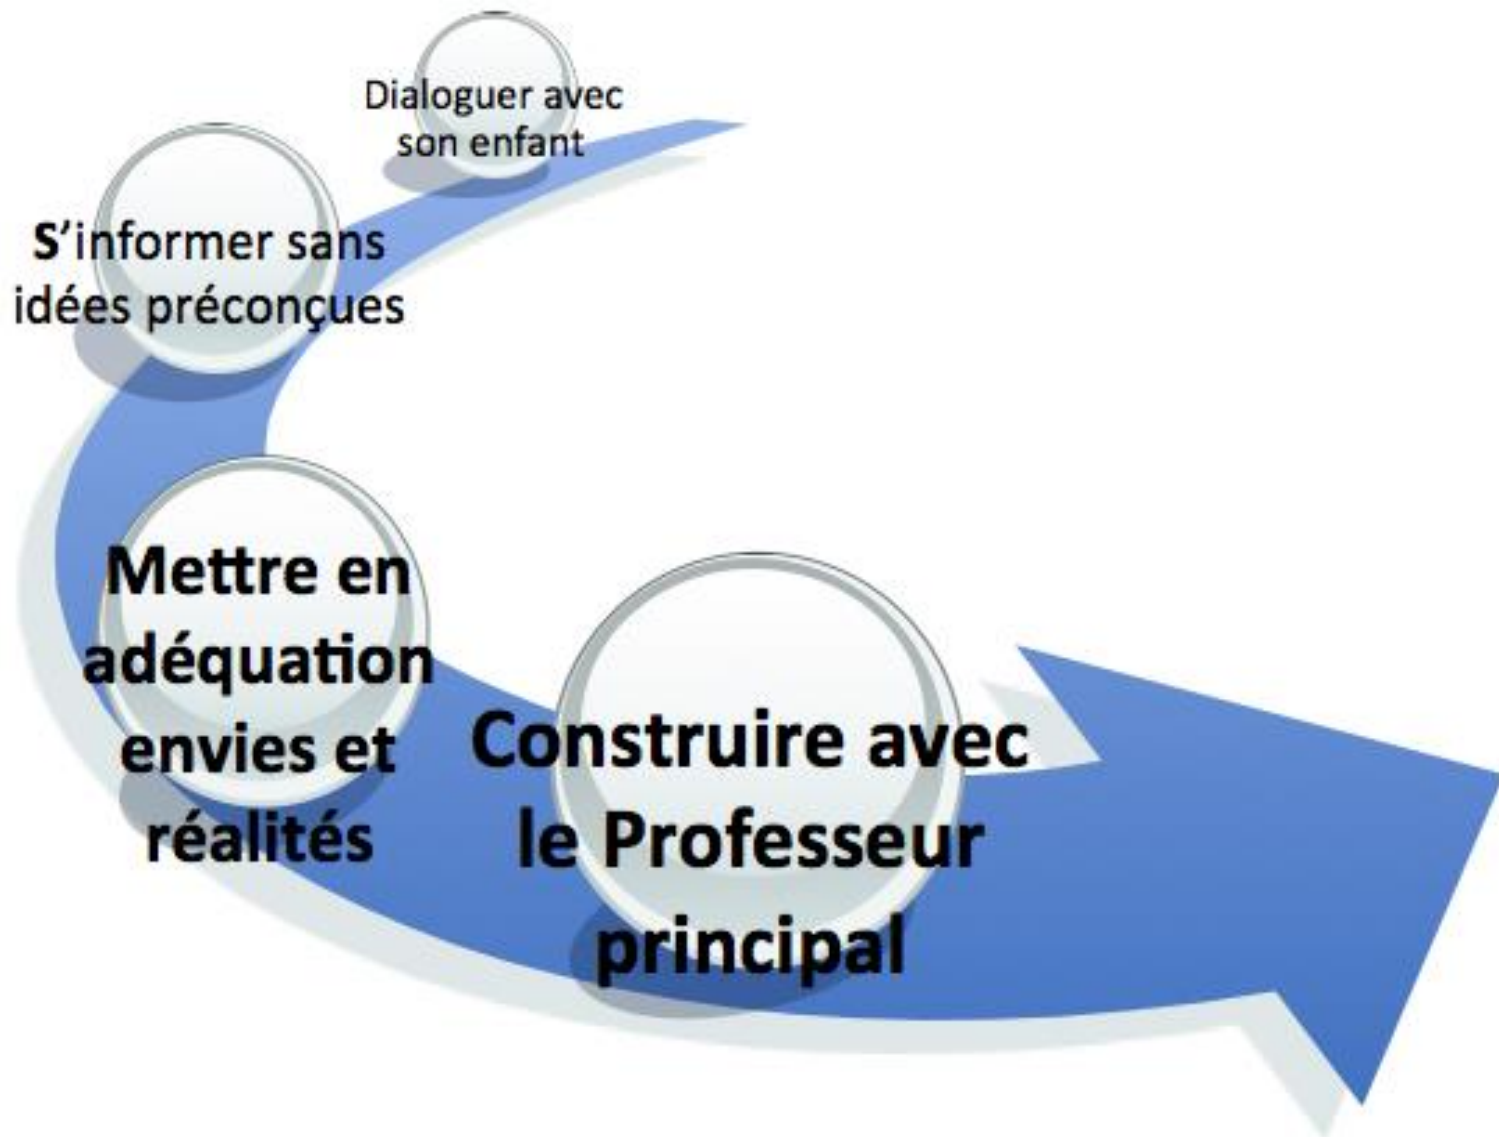 Dialoguer avec
son enfant
S'informer sans
idées préconçues
Mettre en
adéquation
envies et
réalités
Construire avec
le Professeur
principal